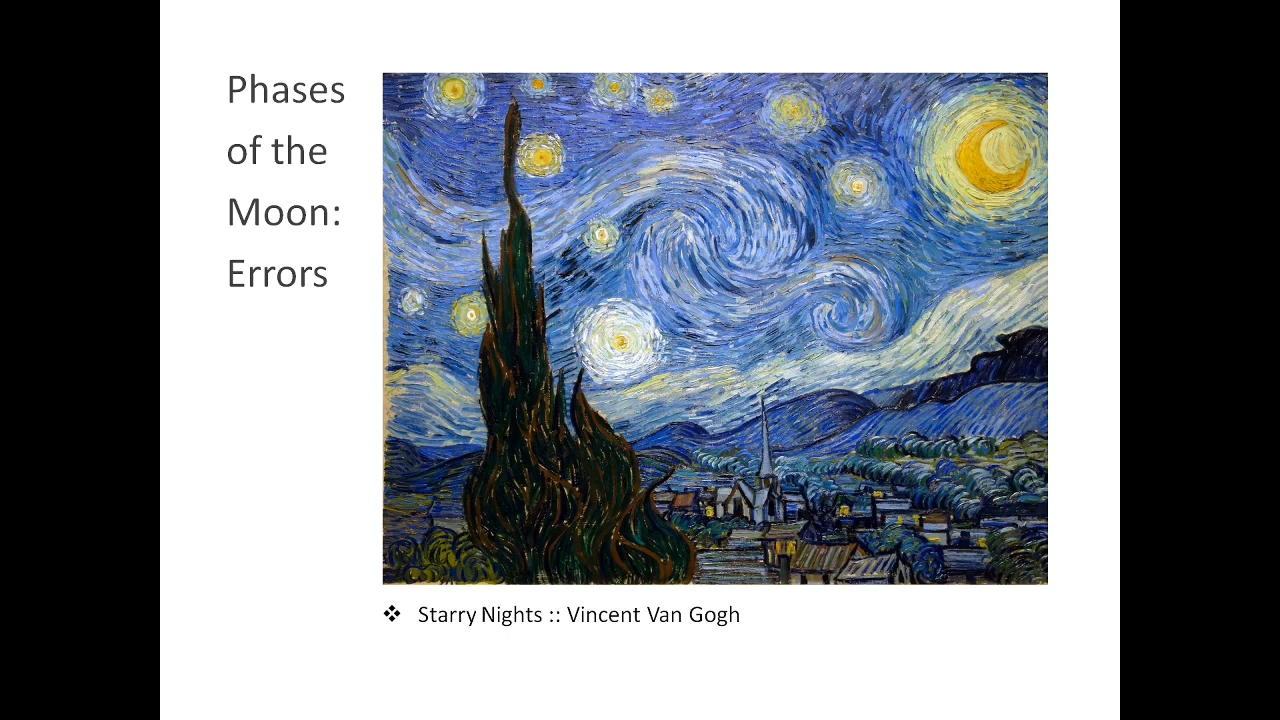 Phases
of the
Moon:
Errors
❖ Starry Nights :: Vincent Van Gogh